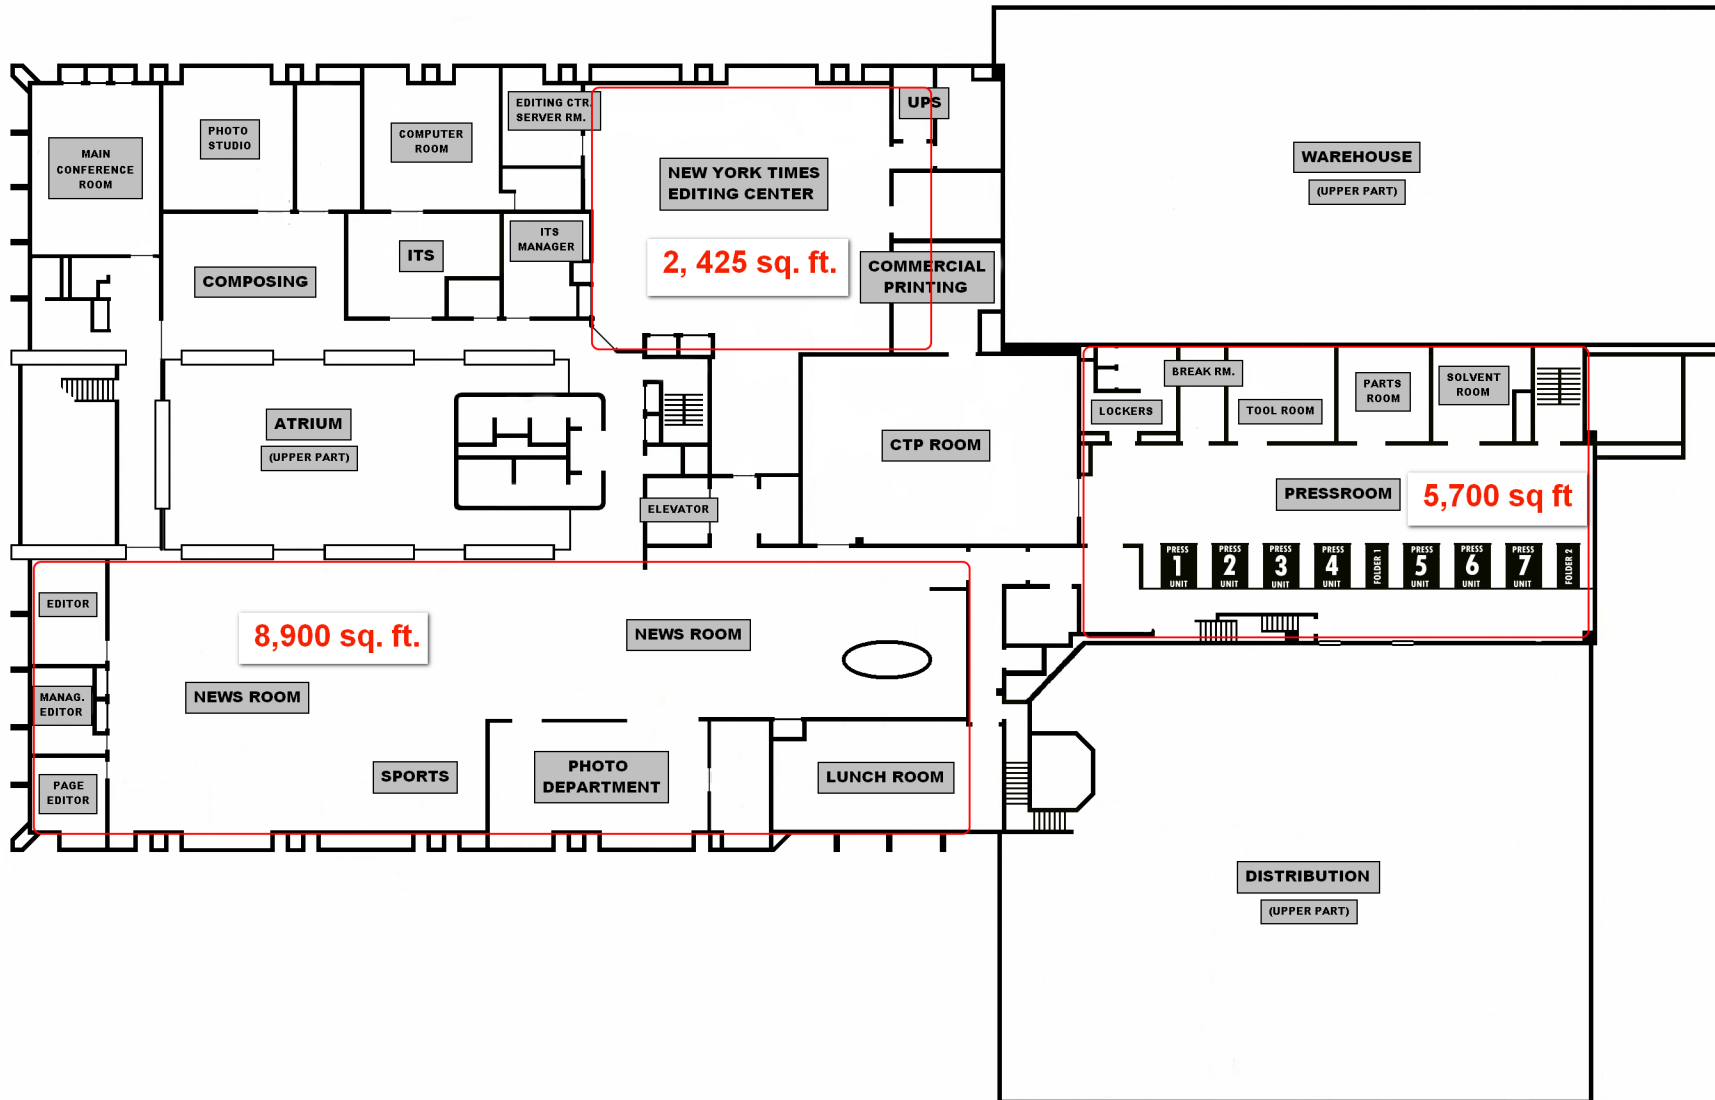 MAIN
CONFERENCE
ROOM
PHOTO
STUDIO
COMPUTER
ROOM
EDITING CTR.
SERVER RM.
NEW YORK TIMES
EDITING CENTER
2, 425 sq. ft.
UPS
WAREHOUSE
(UPPER PART)
COMPOSING
ITS
ITS
MANAGER
COMMERCIAL
PRINTING
ATRIUM
(UPPER PART)
ELEVATOR
CTP ROOM
LOCKERS
BREAK RM.
TOOL ROOM
PARTS
ROOM
SOLVENT
ROOM
PRESSROOM
5,700 sq ft
PRESS
1
UNIT
PRESS
2
UNIT
PRESS
3
UNIT
PRESS
4
UNIT
FOLDER 1
PRESS
5
UNIT
PRESS
6
UNIT
PRESS
7
UNIT
FOLDER 2
EDITOR
8,900 sq. ft.
NEWS ROOM
MANAG.
EDITOR
NEWS ROOM
PAGE
EDITOR
SPORTS
PHOTO
DEPARTMENT
LUNCH ROOM
DISTRIBUTION
(UPPER PART)